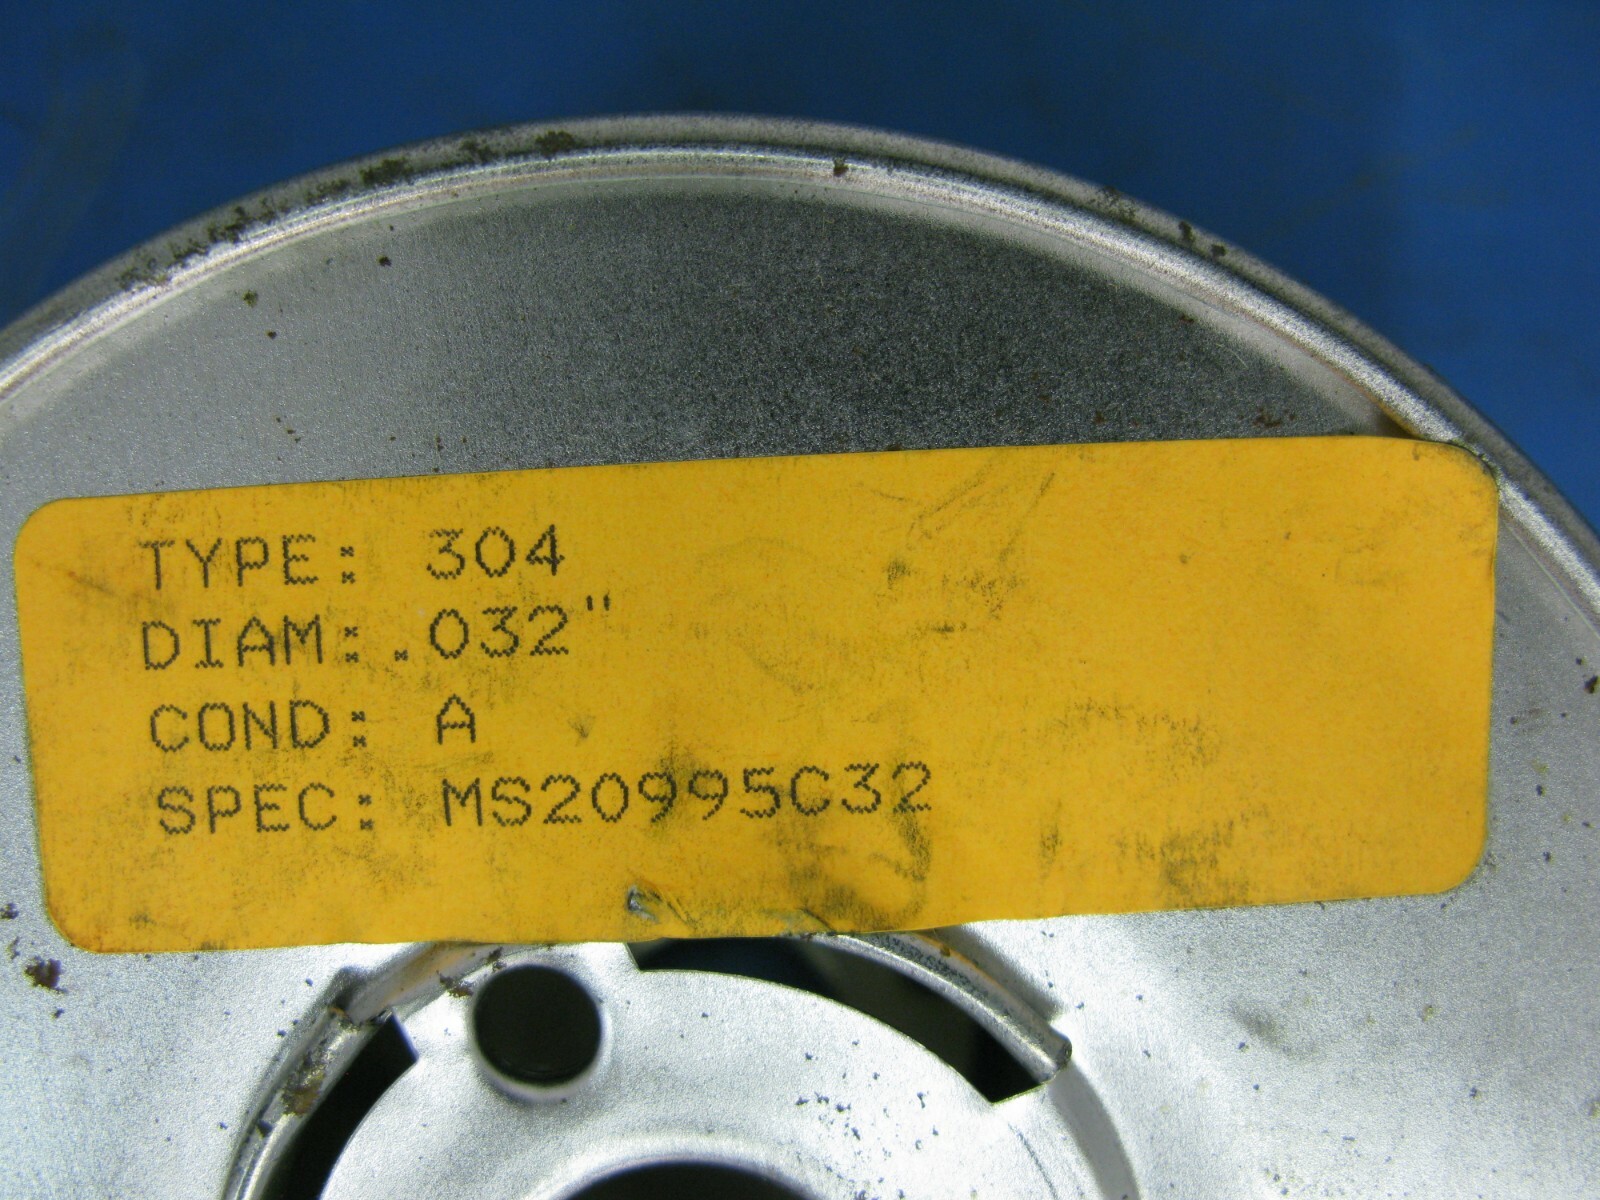 TYPE: 304
DIAM: .032"
COND: A
SPEC: MS20995C32